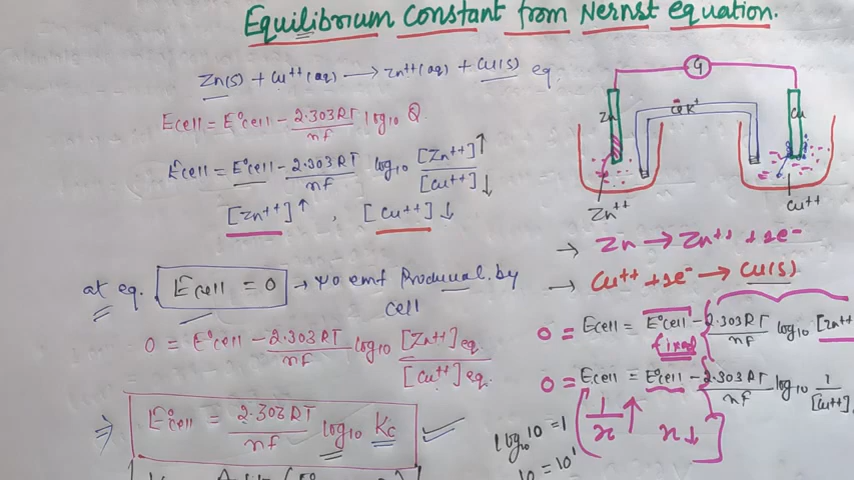 Equilibrium Constant from Nernst equation.
Zn(s) + Cu++(aq) → Zn++(aq) + Cu(s) eq.
Ecell = E°cell - 2.303RT/nf log10 Q
Ecell = E°cell - 2.303RT/nf log10 [Zn++]↑/[Cu++]↓
[Zn++]↑ , [Cu++]↓
at eq. Ecell = 0 → no emf
cell
0 = E°cell - 2.303RT/nf log10 [Zn++]eq./[Cu++]eq.
⇒ E°cell = 2.303RT/nf log10 Kc
G
Zn
Cu
Zn++
Cu++
→ Zn → Zn++ + 2e-
→ Cu++ + 2e- → Cu(s)
0 = Ecell = E°cell - 2.303RT/nf log10 [Zn++
fixed
0 = Ecell = E°cell - 2.303RT/nf log10 1/[Cu++]
1/x ↑ x↓
log10 10 = 1
10 = 10¹